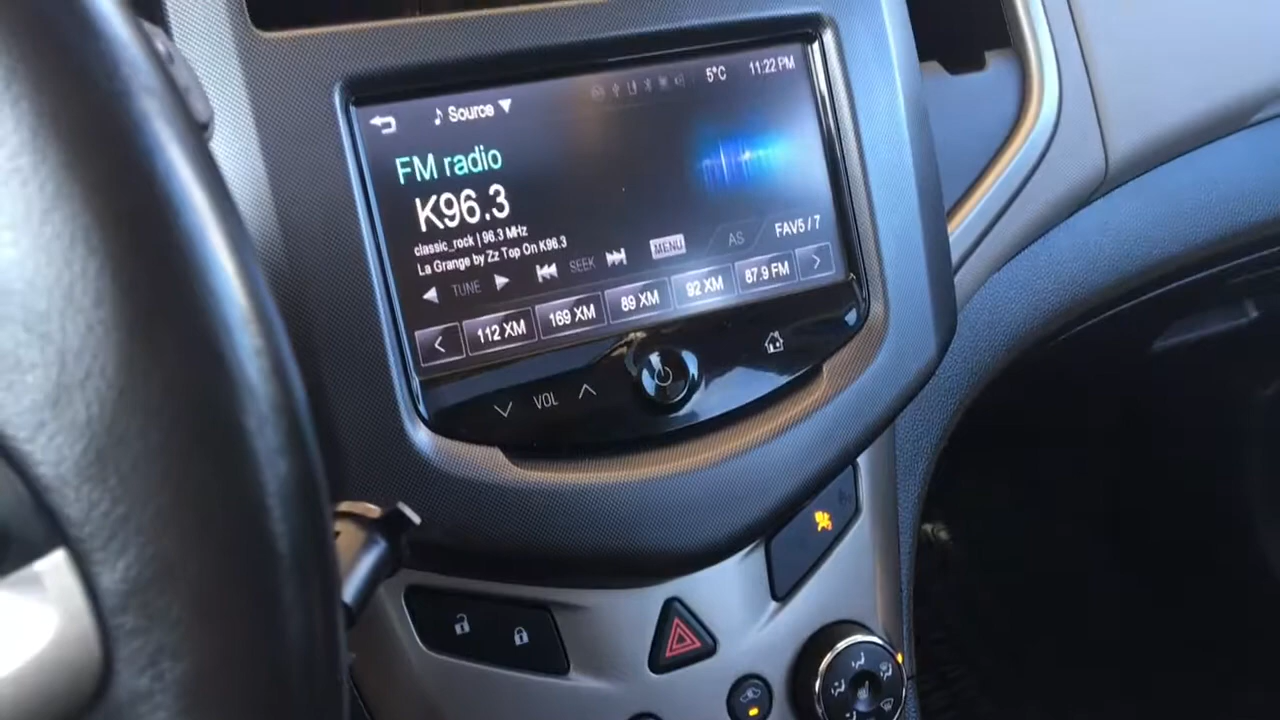 Source
5°C
11:22 PM
FM radio
K96.3
classic_rock | 96.3 MHz
La Grange by Zz Top On K96.3
TUNE
SEEK
MENU
AS
FAV5 / 7
112 XM
169 XM
89 XM
92 XM
87.9 FM
VOL